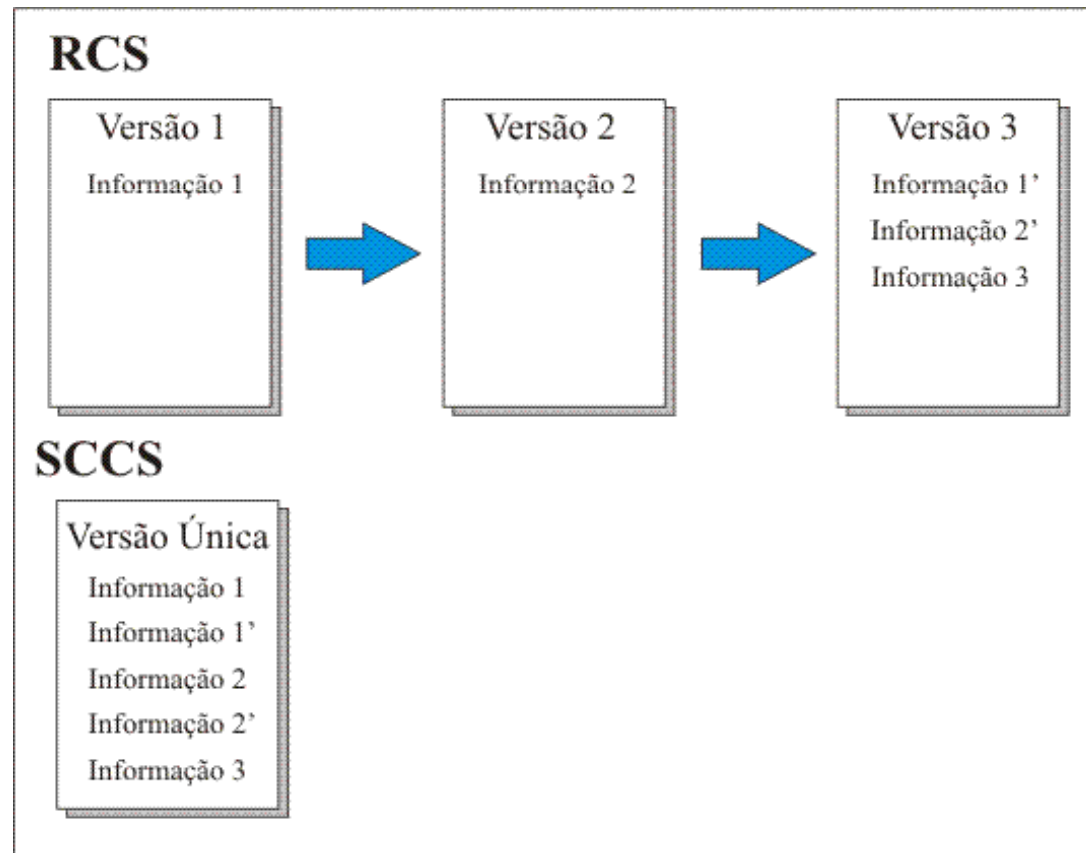 RCS
Versão 1
Informação 1
Versão 2
Informação 2
Versão 3
Informação 1’
Informação 2’
Informação 3
SCCS
Versão Única
Informação 1
Informação 1’
Informação 2
Informação 2’
Informação 3